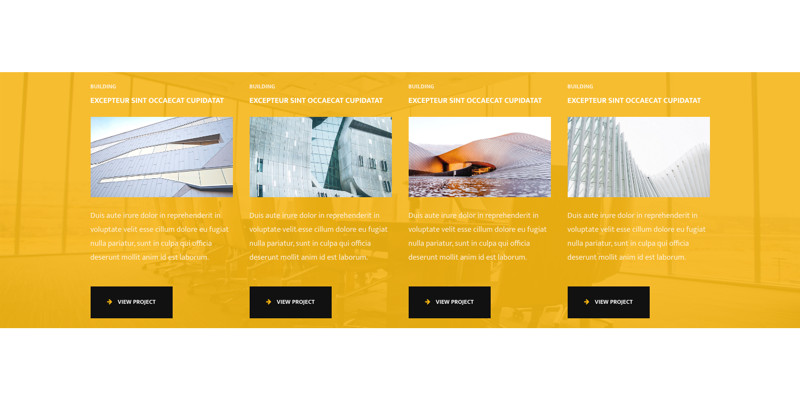 BUILDING
EXCEPTEUR SINT OCCAECAT CUPIDATAT
Duis aute irure dolor in reprehenderit in
voluptate velit esse cillum dolore eu fugiat
nulla pariatur, sunt in culpa qui officia
deserunt mollit anim id est laborum.
VIEW PROJECT
BUILDING
EXCEPTEUR SINT OCCAECAT CUPIDATAT
Duis aute irure dolor in reprehenderit in
voluptate velit esse cillum dolore eu fugiat
nulla pariatur, sunt in culpa qui officia
deserunt mollit anim id est laborum.
VIEW PROJECT
BUILDING
EXCEPTEUR SINT OCCAECAT CUPIDATAT
Duis aute irure dolor in reprehenderit in
voluptate velit esse cillum dolore eu fugiat
nulla pariatur, sunt in culpa qui officia
deserunt mollit anim id est laborum.
VIEW PROJECT
BUILDING
EXCEPTEUR SINT OCCAECAT CUPIDATAT
Duis aute irure dolor in reprehenderit in
voluptate velit esse cillum dolore eu fugiat
nulla pariatur, sunt in culpa qui officia
deserunt mollit anim id est laborum.
VIEW PROJECT